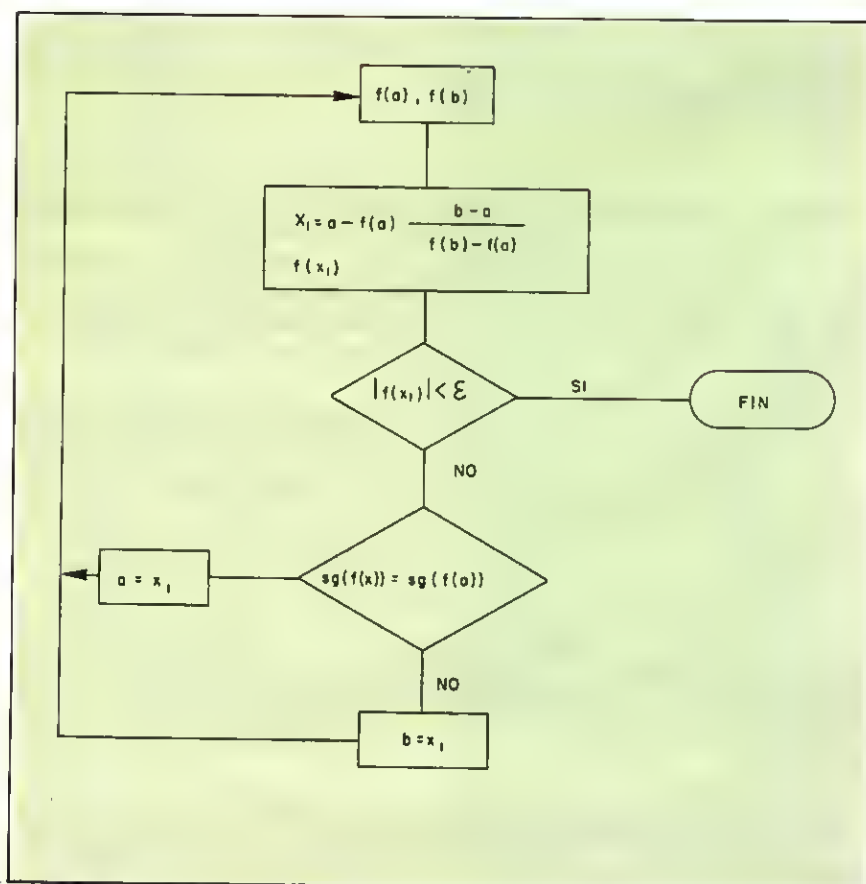 f(a), f(b)
X₁ = a − f(a) (b − a) / (f(b) − f(a))
f(x₁)
|f(x₁)| < Ɛ
SI
FIN
NO
sg(f(x)) = sg(f(a))
a = x₁
NO
b = x₁